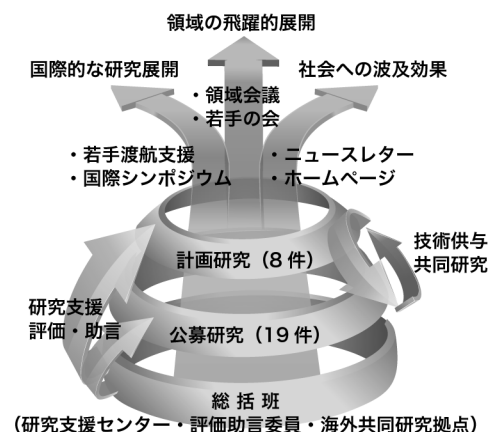 領域の飛躍的展開
国際的な研究展開
社会への波及効果
・領域会議
・若手の会
・若手渡航支援
・国際シンポジウム
・ニュースレター
・ホームページ
計画研究（8 件）
技術供与
共同研究
研究支援
評価・助言
公募研究（19 件）
総 括 班
（研究支援センター・評価助言委員・海外共同研究拠点）